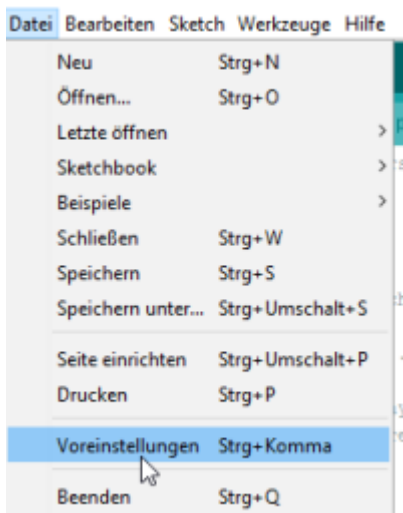 Datei Bearbeiten Sketch Werkzeuge Hilfe
Neu Strg+N
Öffnen... Strg+O
Letzte öffnen >
Sketchbook >
Beispiele >
Schließen Strg+W
Speichern Strg+S
Speichern unter... Strg+Umschalt+S
Seite einrichten Strg+Umschalt+P
Drucken Strg+P
Voreinstellungen Strg+Komma
Beenden Strg+Q